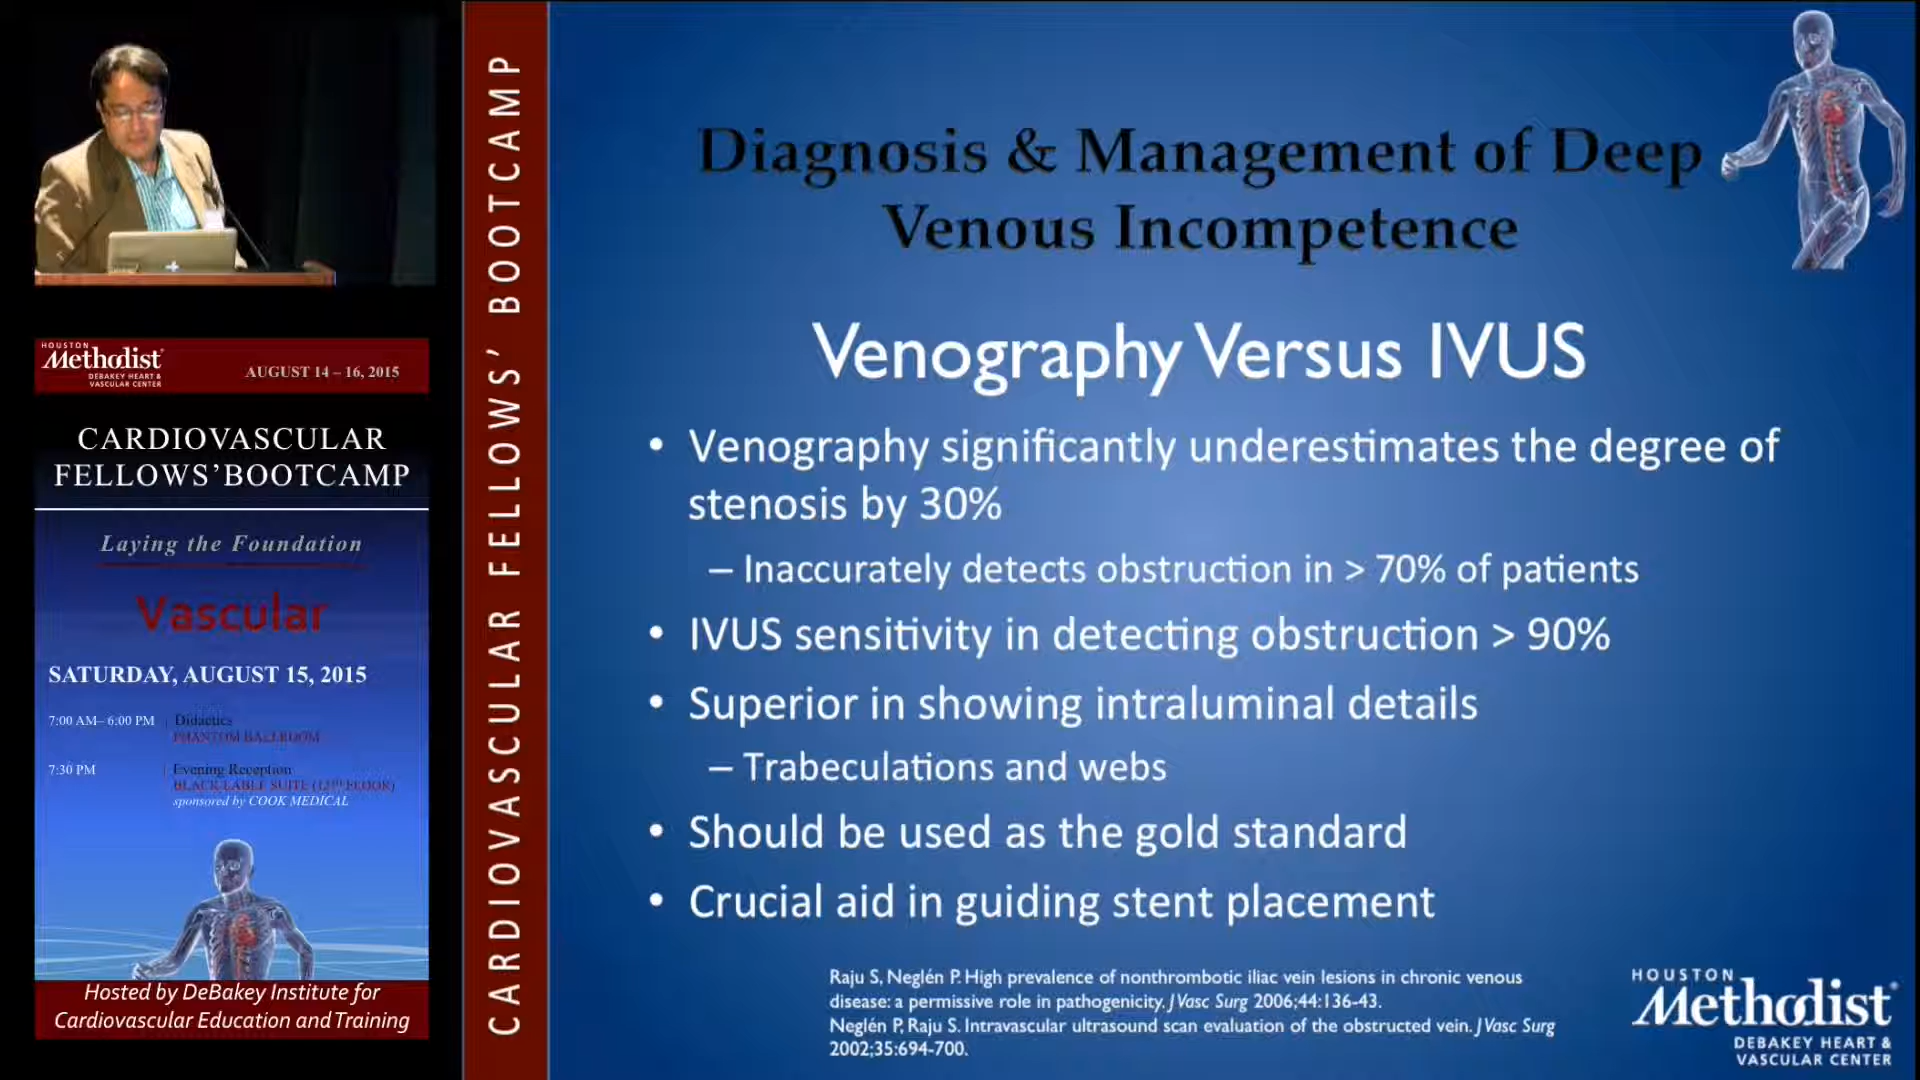 HOUSTON
Methodist
DEBAKEY HEART &
VASCULAR CENTER
AUGUST 14 – 16, 2015
CARDIOVASCULAR
FELLOWS' BOOTCAMP
Laying the Foundation
Vascular
SATURDAY, AUGUST 15, 2015
7:00 AM– 6:00 PM | Didactics
PHANTOM BALLROOM
7:30 PM | Evening Reception
BLACK LABLE SUITE (12TH FLOOR)
sponsored by COOK MEDICAL
Hosted by DeBakey Institute for
Cardiovascular Education and Training
CARDIOVASCULAR FELLOWS' BOOTCAMP
Diagnosis & Management of Deep
Venous Incompetence
Venography Versus IVUS
• Venography significantly underestimates the degree of
stenosis by 30%
– Inaccurately detects obstruction in > 70% of patients
• IVUS sensitivity in detecting obstruction > 90%
• Superior in showing intraluminal details
– Trabeculations and webs
• Should be used as the gold standard
• Crucial aid in guiding stent placement
Raju S, Neglén P. High prevalence of nonthrombotic iliac vein lesions in chronic venous
disease: a permissive role in pathogenicity. J Vasc Surg 2006;44:136-43.
Neglén P, Raju S. Intravascular ultrasound scan evaluation of the obstructed vein. J Vasc Surg
2002;35:694-700.
HOUSTON
Methodist
DEBAKEY HEART &
VASCULAR CENTER